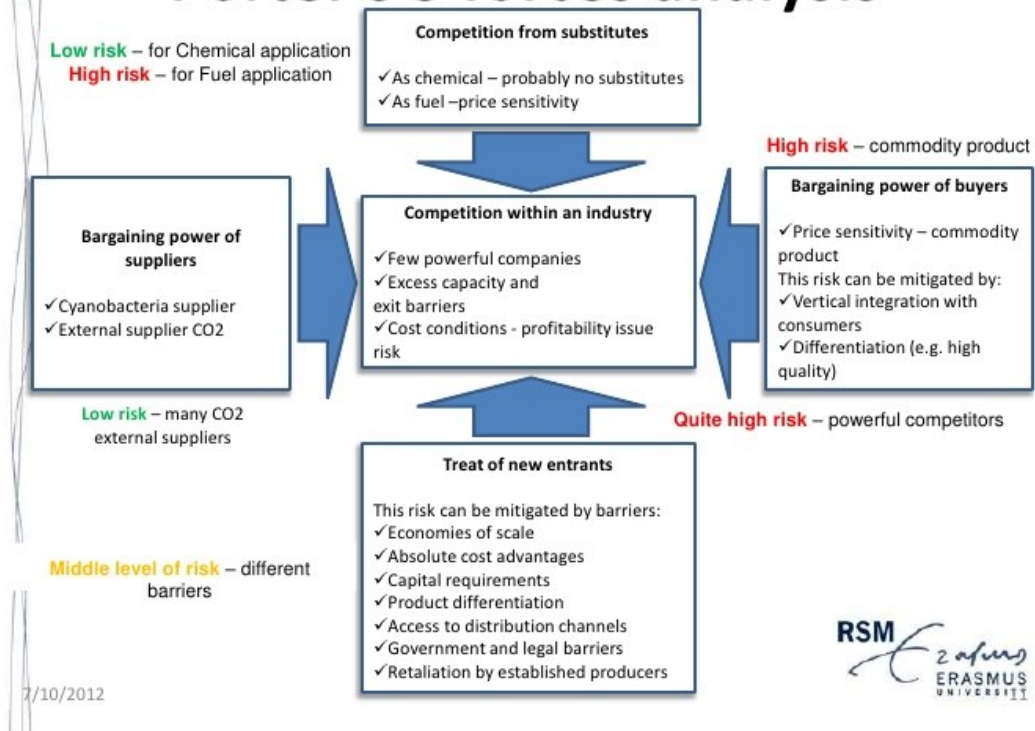 Porter's 5 forces analysis
Low risk – for Chemical application
High risk – for Fuel application
Competition from substitutes
✓As chemical – probably no substitutes
✓As fuel –price sensitivity
High risk – commodity product
Bargaining power of
suppliers
✓Cyanobacteria supplier
✓External supplier CO2
Competition within an industry
✓Few powerful companies
✓Excess capacity and
exit barriers
✓Cost conditions - profitability issue
risk
Bargaining power of buyers
✓Price sensitivity – commodity
product
This risk can be mitigated by:
✓Vertical integration with
consumers
✓Differentiation (e.g. high
quality)
Low risk – many CO2
external suppliers
Quite high risk – powerful competitors
Treat of new entrants
This risk can be mitigated by barriers:
✓Economies of scale
✓Absolute cost advantages
✓Capital requirements
✓Product differentiation
✓Access to distribution channels
✓Government and legal barriers
✓Retaliation by established producers
Middle level of risk – different
barriers
7/10/2012
RSM
Erasmus
ERASMUS
UNIVERSITY
11